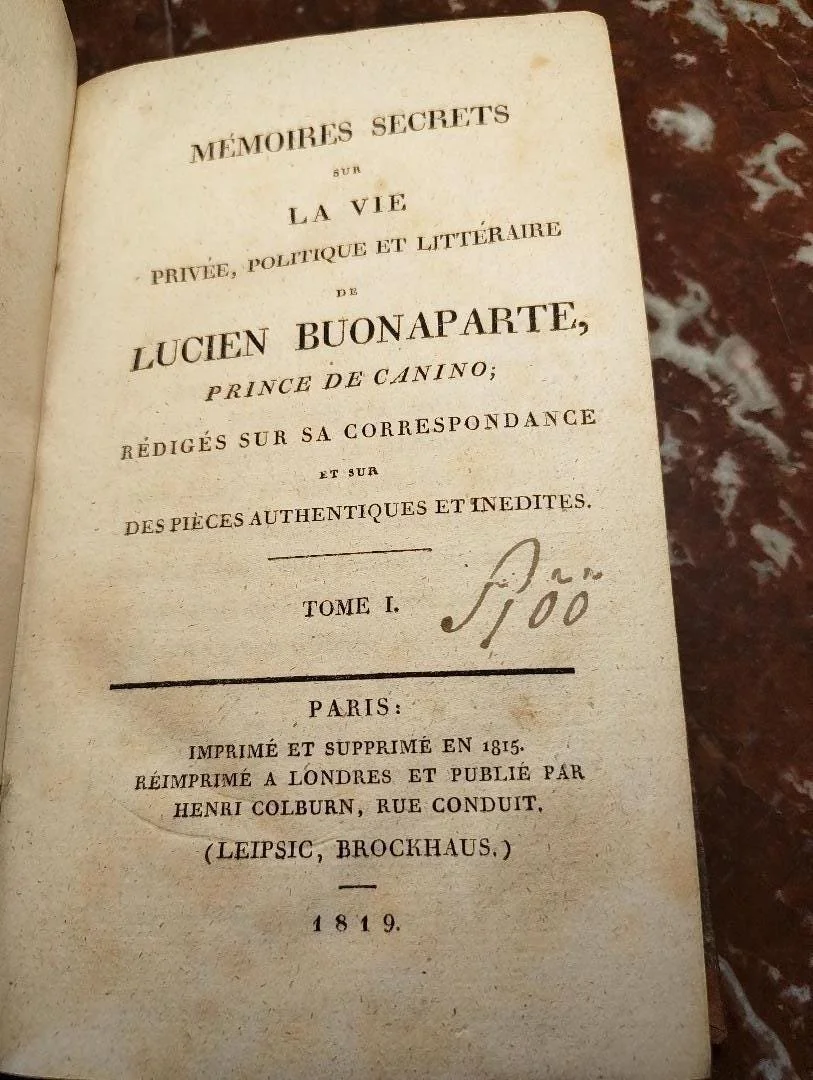 MÉMOIRES SECRETS
SUR
LA VIE
PRIVÉE, POLITIQUE ET LITTÉRAIRE
DE
LUCIEN BUONAPARTE,
PRINCE DE CANINO;
RÉDIGÉS SUR SA CORRESPONDANCE
ET SUR
DES PIÈCES AUTHENTIQUES ET INEDITES.
TOME I.
PARIS:
IMPRIMÉ ET SUPPRIMÉ EN 1815.
RÉIMPRIMÉ A LONDRES ET PUBLIÉ PAR
HENRI COLBURN, RUE CONDUIT.
(LEIPSIC, BROCKHAUS.)
1819.